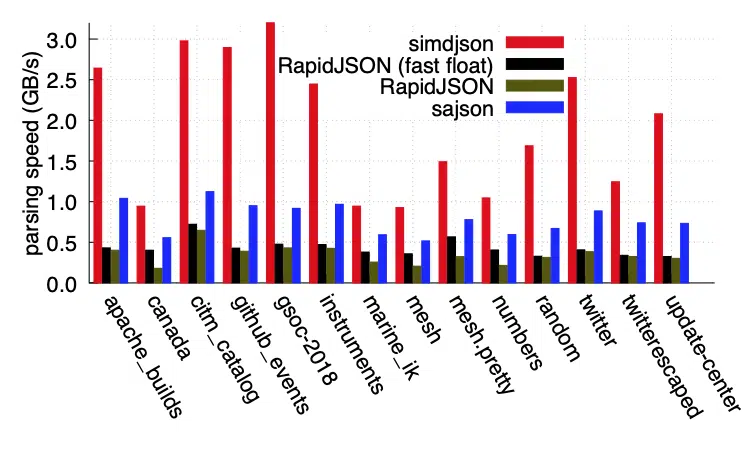 parsing speed (GB/s)
3.0
2.5
2.0
1.5
1.0
0.5
0.0
simdjson
RapidJSON (fast float)
RapidJSON
sajson
apache_builds
canada
citm_catalog
github_events
gsoc-2018
instruments
marine_ik
mesh
mesh.pretty
numbers
random
twitter
twitterescaped
update-center